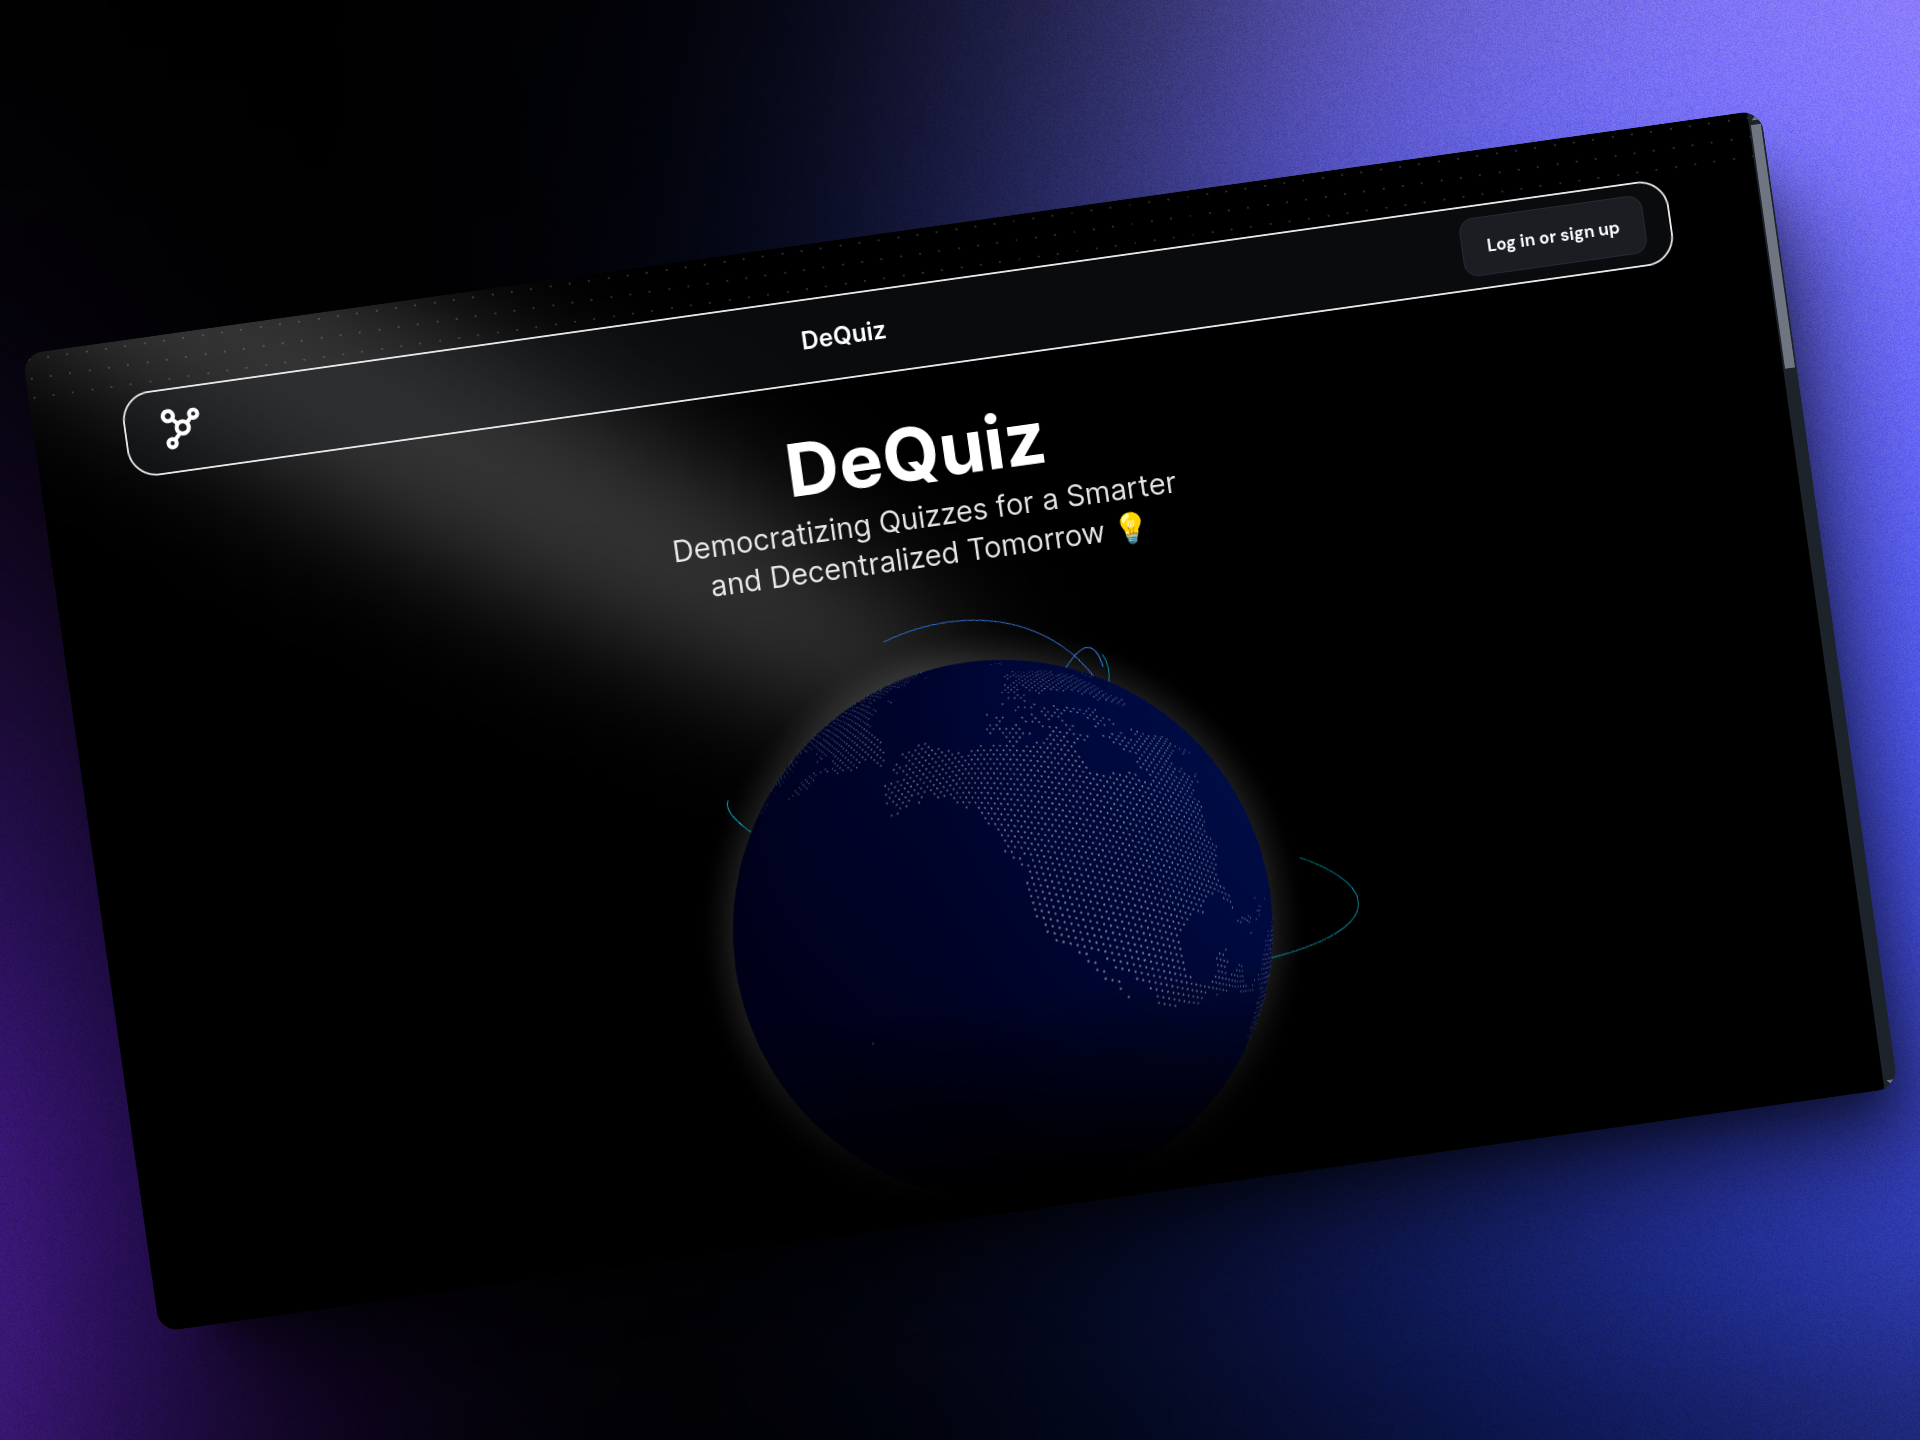 DeQuiz
Log in or sign up
DeQuiz
Democratizing Quizzes for a Smarter
and Decentralized Tomorrow 💡